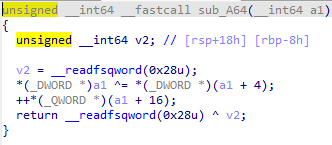 unsigned __int64 __fastcall sub_A64(__int64 a1)
{
  unsigned __int64 v2; // [rsp+18h] [rbp-8h]

  v2 = __readfsqword(0x28u);
  *(_DWORD *)a1 ^= *(_DWORD *)(a1 + 4);
  ++*(_QWORD *)(a1 + 16);
  return __readfsqword(0x28u) ^ v2;
}